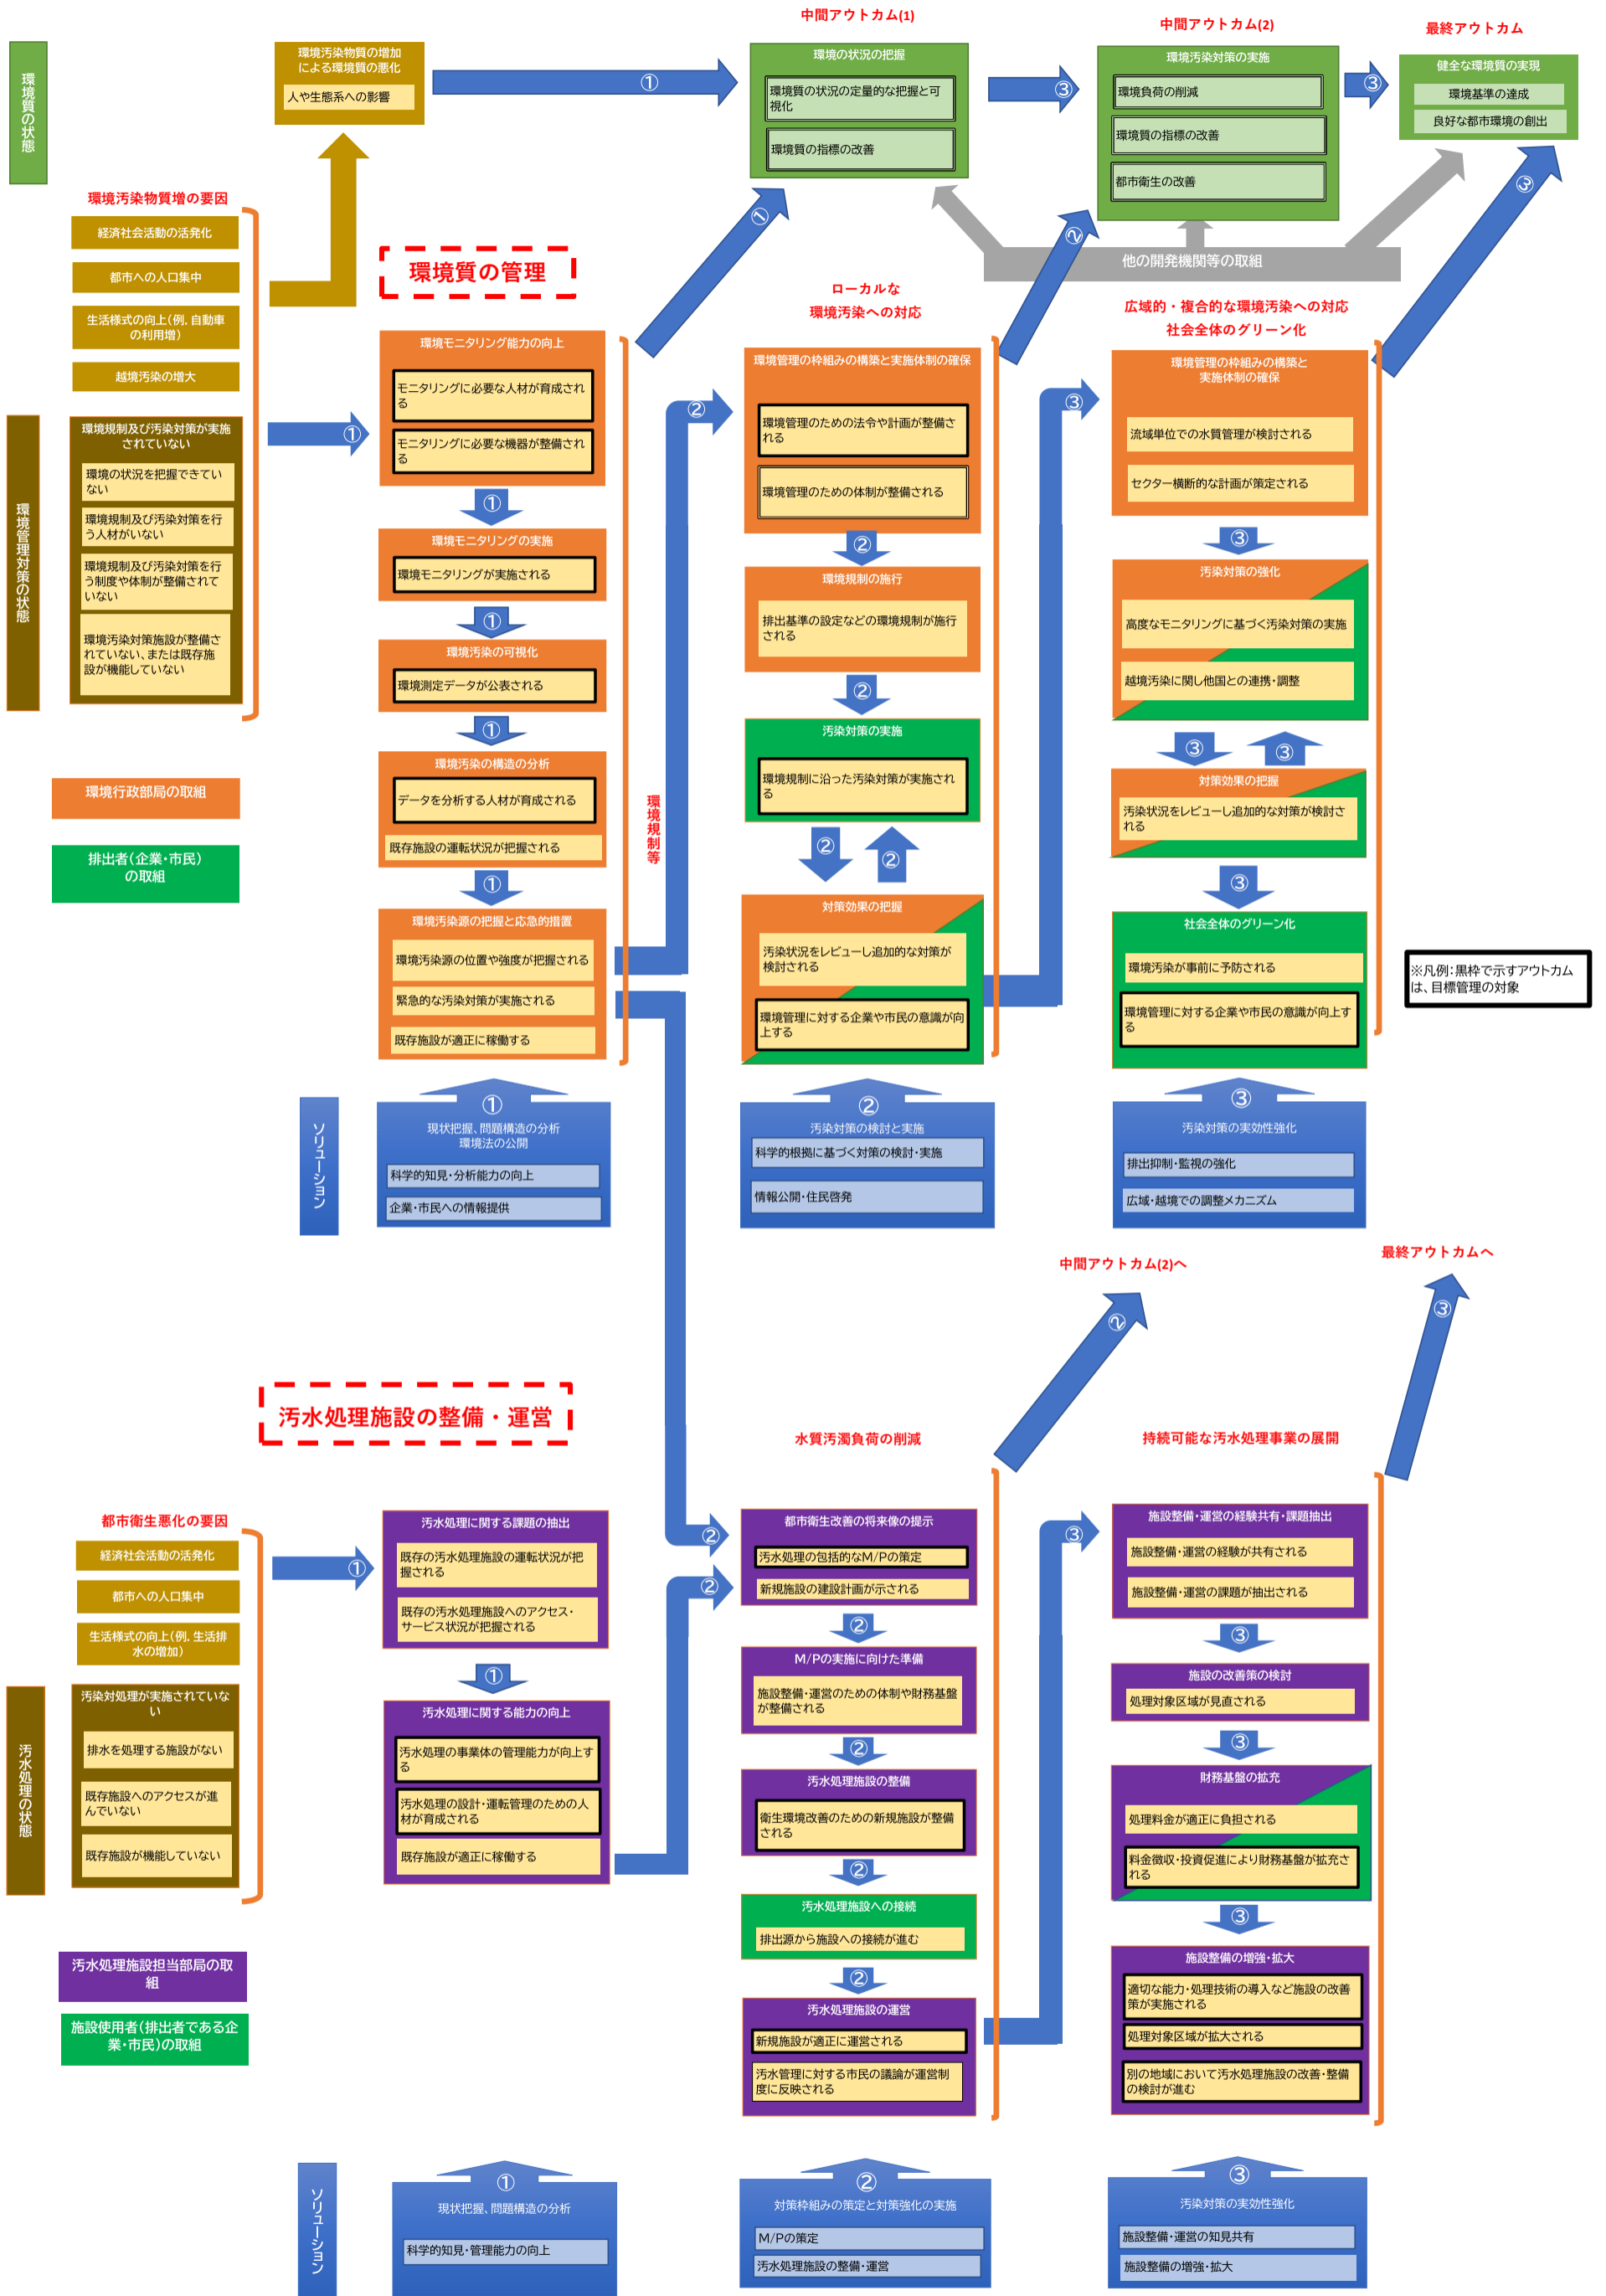 中間アウトカム(1)
中間アウトカム(2)
最終アウトカム
環境質の状態
環境汚染物質の増加
による環境質の悪化
人や生態系への影響
①
環境の状況の把握
環境質の状況の定量的な把握と可
視化
環境質の指標の改善
③
環境汚染対策の実施
環境負荷の削減
環境質の指標の改善
都市衛生の改善
③
健全な環境質の実現
環境基準の達成
良好な都市環境の創出
①
②
③
他の開発機関等の取組
環境汚染物質増の要因
経済社会活動の活発化
都市への人口集中
生活様式の向上(例. 自動車
の利用増)
越境汚染の増大
環境管理対策の状態
環境規制及び汚染対策が実施
されていない
環境の状況を把握できてい
ない
環境規制及び汚染対策を行
う人材がいない
環境規制及び汚染対策を行
う制度や体制が整備されて
いない
環境汚染対策施設が整備さ
れていない、または既存施
設が機能していない
①
環境行政部局の取組
排出者(企業・市民)
の取組
環境質の管理
環境モニタリング能力の向上
モニタリングに必要な人材が育成され
る
モニタリングに必要な機器が整備され
る
①
環境モニタリングの実施
環境モニタリングが実施される
①
環境汚染の可視化
環境測定データが公表される
①
環境汚染の構造の分析
データを分析する人材が育成される
既存施設の運転状況が把握される
①
環境汚染源の把握と応急的措置
環境汚染源の位置や強度が把握される
緊急的な汚染対策が実施される
既存施設が適正に稼働する
環境規制等
②
ローカルな
環境汚染への対応
環境管理の枠組みの構築と実施体制の確保
環境管理のための法令や計画が整備さ
れる
環境管理のための体制が整備される
②
環境規制の施行
排出基準の設定などの環境規制が施行
される
②
汚染対策の実施
環境規制に沿った汚染対策が実施され
る
②
②
対策効果の把握
汚染状況をレビューし追加的な対策が
検討される
環境管理に対する企業や市民の意識が向
上する
③
広域的・複合的な環境汚染への対応
社会全体のグリーン化
環境管理の枠組みの構築と
実施体制の確保
流域単位での水質管理が検討される
セクター横断的な計画が策定される
③
汚染対策の強化
高度なモニタリングに基づく汚染対策の実施
越境汚染に関し他国との連携・調整
③
③
対策効果の把握
汚染状況をレビューし追加的な対策が検討さ
れる
③
社会全体のグリーン化
環境汚染が事前に予防される
環境管理に対する企業や市民の意識が向上す
る
※凡例：黒枠で示すアウトカム
は、目標管理の対象
ソリューション
①
現状把握、問題構造の分析
環境法の公開
科学的知見・分析能力の向上
企業・市民への情報提供
②
汚染対策の検討と実施
科学的根拠に基づく対策の検討・実施
情報公開・住民啓発
③
汚染対策の実効性強化
排出抑制・監視の強化
広域・越境での調整メカニズム
中間アウトカム(2)へ
最終アウトカムへ
②
③
汚水処理施設の整備・運営
水質汚濁負荷の削減
持続可能な汚水処理事業の展開
都市衛生悪化の要因
経済社会活動の活発化
都市への人口集中
生活様式の向上(例. 生活排
水の増加)
汚水処理の状態
汚染対処理が実施されていな
い
排水を処理する施設がない
既存施設へのアクセスが進
んでいない
既存施設が機能していない
①
汚水処理施設担当部局の取
組
施設使用者(排出者である企
業・市民)の取組
汚水処理に関する課題の抽出
既存の汚水処理施設の運転状況が把
握される
既存の汚水処理施設へのアクセス・
サービス状況が把握される
①
汚水処理に関する能力の向上
汚水処理の事業体の管理能力が向上す
る
汚水処理の設計・運転管理のための人
材が育成される
既存施設が適正に稼働する
②
②
都市衛生改善の将来像の提示
汚水処理の包括的なM/Pの策定
新規施設の建設計画が示される
②
M/Pの実施に向けた準備
施設整備・運営のための体制や財務基盤
が整備される
②
汚水処理施設の整備
衛生環境改善のための新規施設が整備
される
②
汚水処理施設への接続
排出源から施設への接続が進む
②
汚水処理施設の運営
新規施設が適正に運営される
汚水管理に対する市民の議論が運営制
度に反映される
③
施設整備・運営の経験共有・課題抽出
施設整備・運営の経験が共有される
施設整備・運営の課題が抽出される
③
施設の改善策の検討
処理対象区域が見直される
③
財務基盤の拡充
処理料金が適正に負担される
料金徴収・投資促進により財務基盤が拡充さ
れる
③
施設整備の増強・拡大
適切な能力・処理技術の導入など施設の改善
策が実施される
処理対象区域が拡大される
別の地域において汚水処理施設の改善・整備
の検討が進む
ソリューション
①
現状把握、問題構造の分析
科学的知見・管理能力の向上
②
対策枠組みの策定と対策強化の実施
M/Pの策定
汚水処理施設の整備・運営
③
汚染対策の実効性強化
施設整備・運営の知見共有
施設整備の増強・拡大